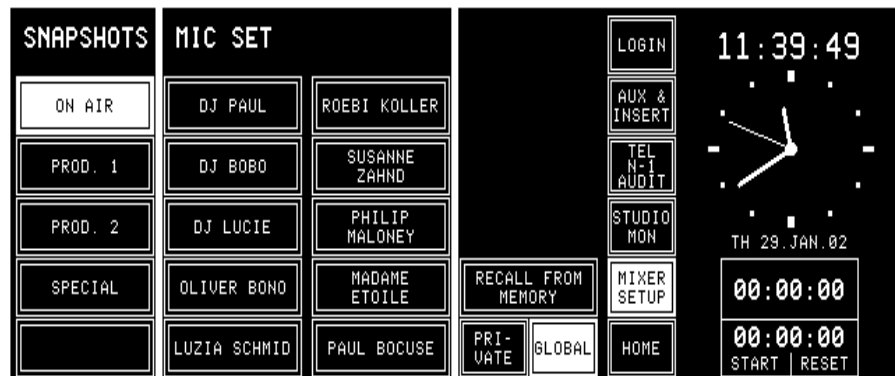 SNAPSHOTS
ON AIR
PROD. 1
PROD. 2
SPECIAL
MIC SET
DJ PAUL
DJ BOBO
DJ LUCIE
OLIVER BONO
LUZIA SCHMID
ROEBI KOLLER
SUSANNE
ZAHND
PHILIP
MALONEY
MADAME
ETOILE
PAUL BOCUSE
RECALL FROM
MEMORY
PRI-
VATE
GLOBAL
LOGIN
AUX &
INSERT
TEL
N-1
AUDIT
STUDIO
MON
MIXER
SETUP
HOME
11:39:49
TH 29.JAN.02
00:00:00
00:00:00
START RESET